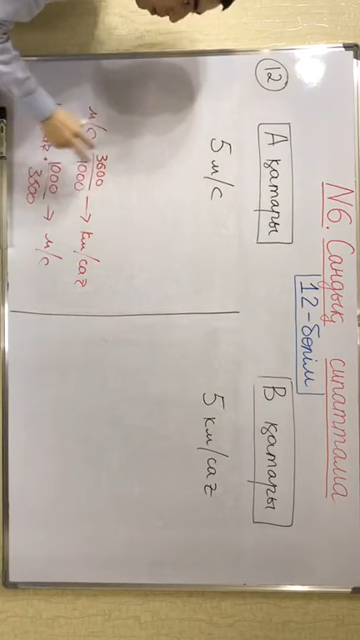 №6. Сандық сипаттама
12-бөлім
12
А қатары
В қатары
5 м/с
5 км/сағ
м/с 3600/1000 → км/сағ
· 1000/3600 → м/с